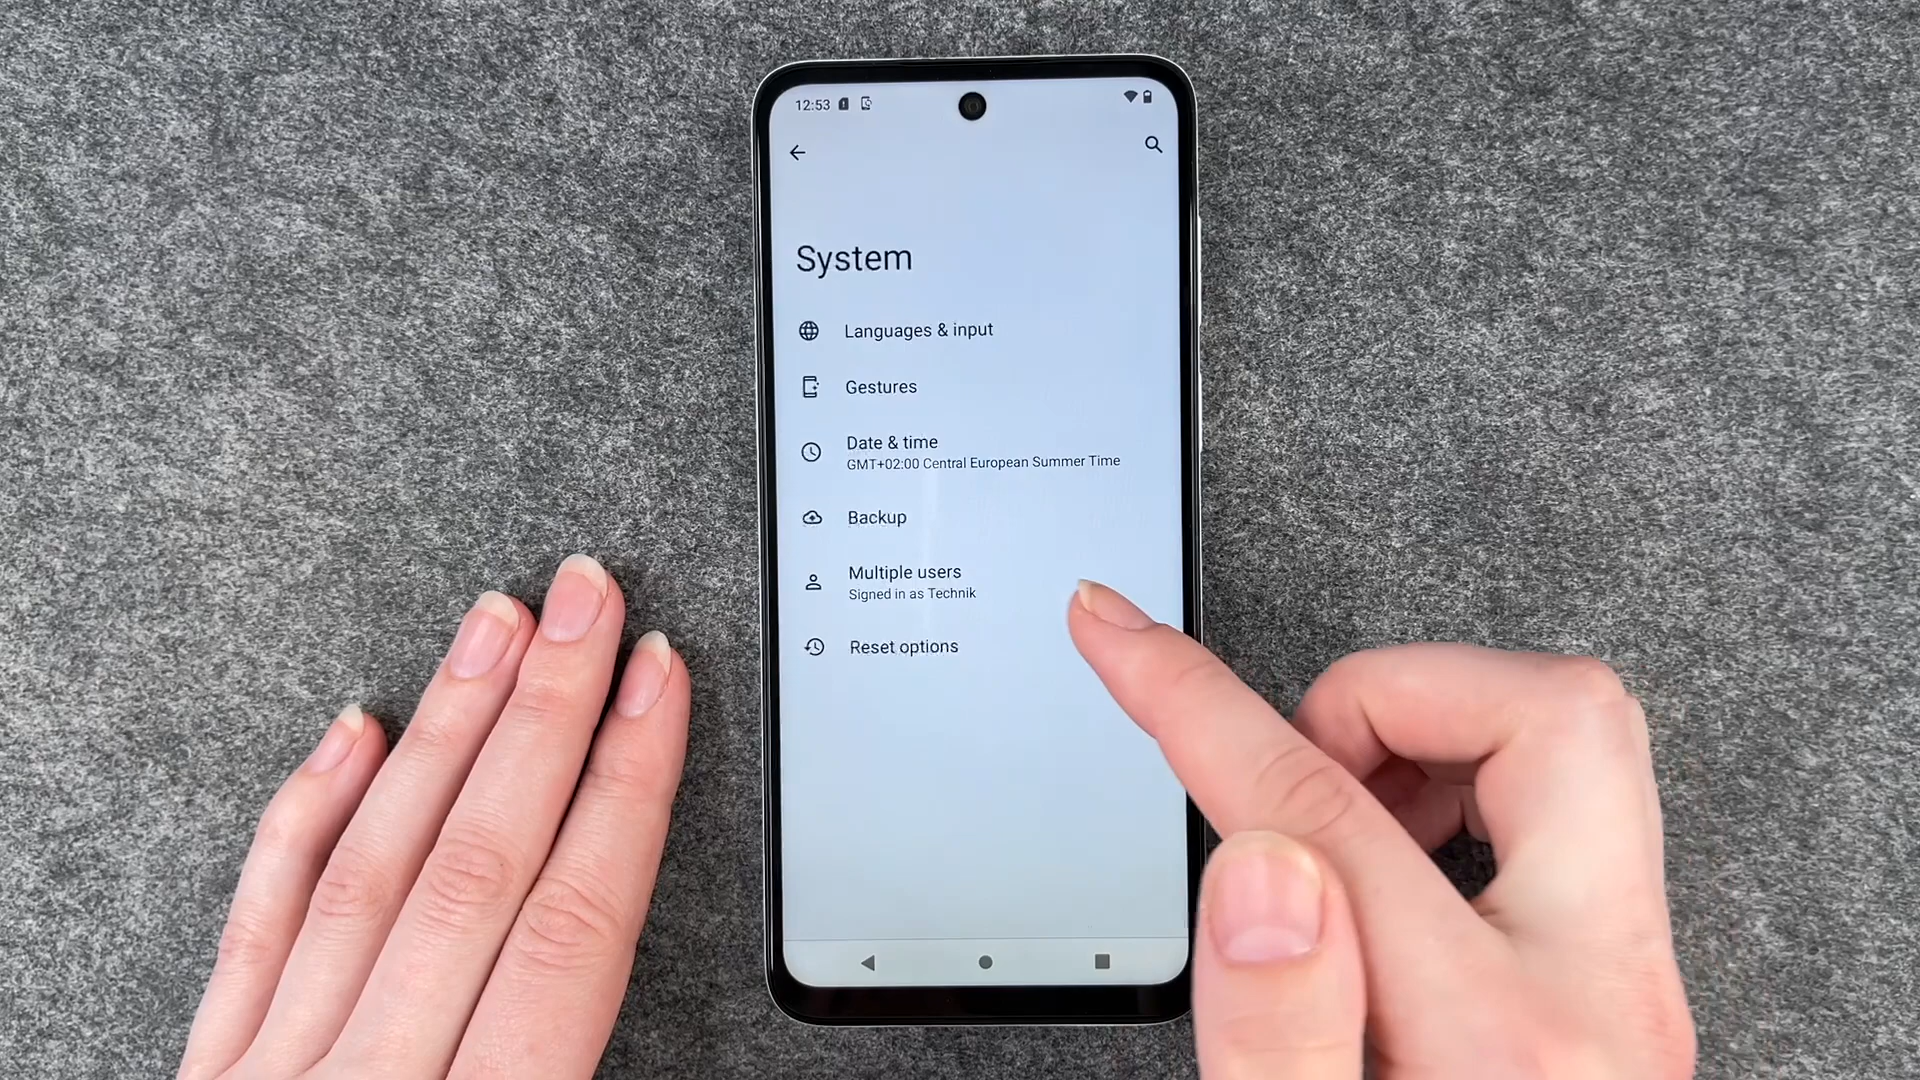 12:53
System
Languages & input
Gestures
Date & time
GMT+02:00 Central European Summer Time
Backup
Multiple users
Signed in as Technik
Reset options